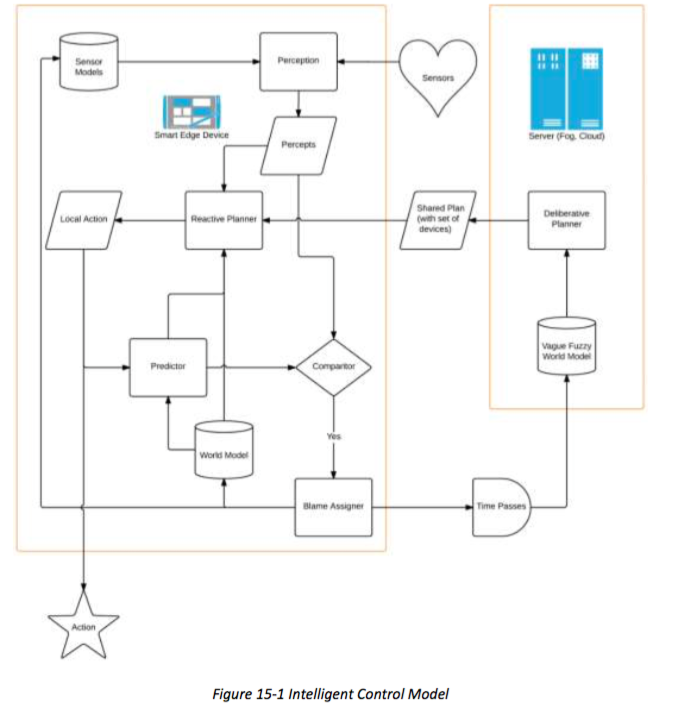 Sensor
Models
Perception
Sensors
Smart Edge Device
Server (Fog, Cloud)
Percepts
Local Action
Reactive Planner
Shared Plan
(with set of
devices)
Deliberative
Planner
Predictor
Comparitor
Vague Fuzzy
World Model
Yes
World Model
Blame Assigner
Time Passes
Action
Figure 15-1 Intelligent Control Model